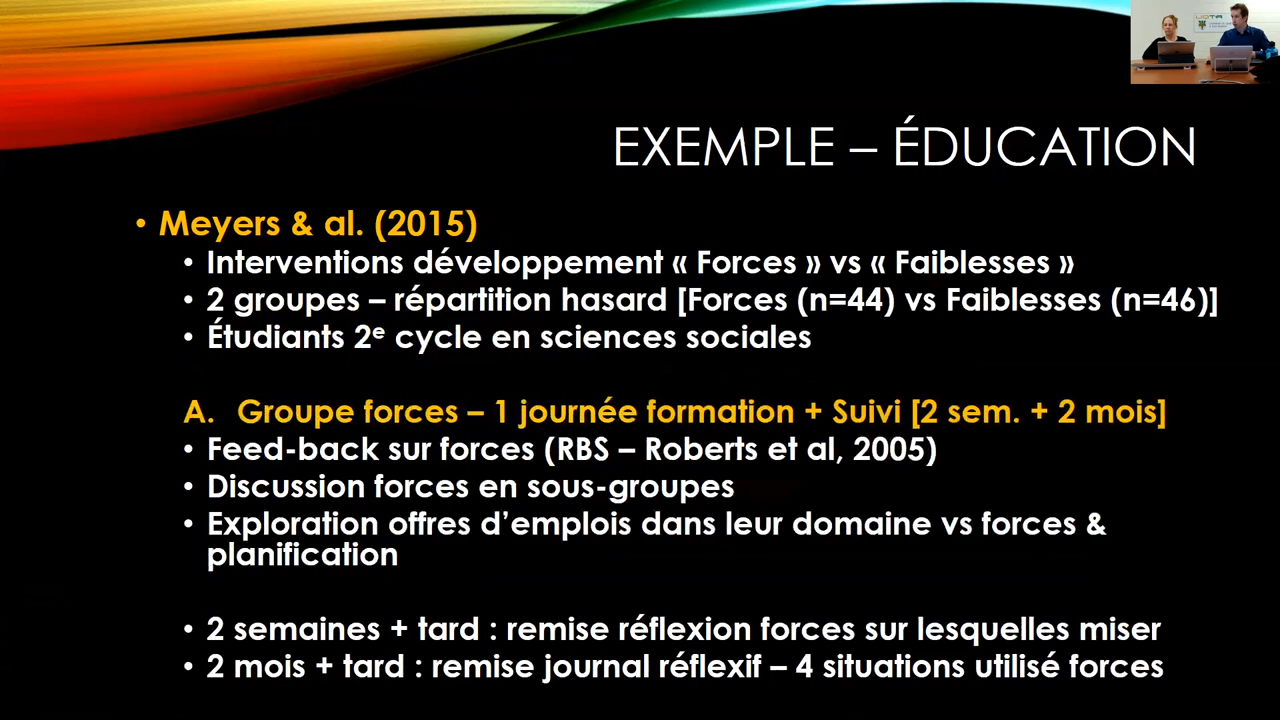 UQTR
EXEMPLE – ÉDUCATION
• Meyers & al. (2015)
• Interventions développement « Forces » vs « Faiblesses »
• 2 groupes – répartition hasard [Forces (n=44) vs Faiblesses (n=46)]
• Étudiants 2e cycle en sciences sociales
A. Groupe forces – 1 journée formation + Suivi [2 sem. + 2 mois]
• Feed-back sur forces (RBS – Roberts et al, 2005)
• Discussion forces en sous-groupes
• Exploration offres d'emplois dans leur domaine vs forces &
planification
• 2 semaines + tard : remise réflexion forces sur lesquelles miser
• 2 mois + tard : remise journal réflexif – 4 situations utilisé forces